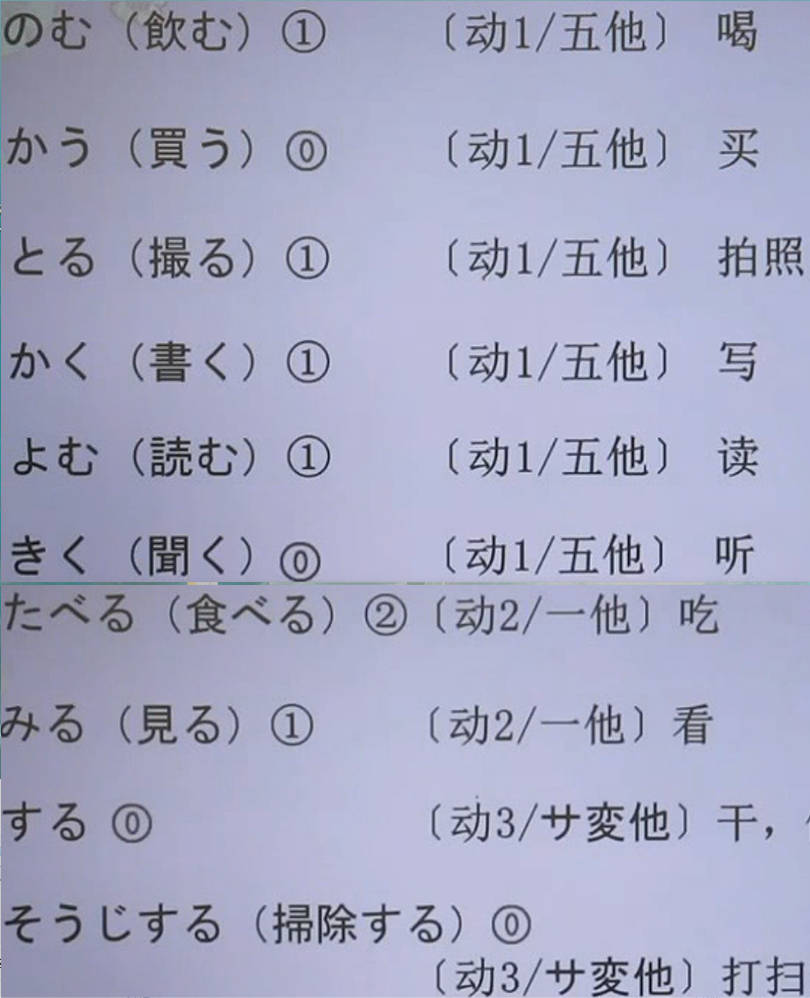 のむ（飲む）① 〔动1/五他〕 喝
かう（買う）⓪ 〔动1/五他〕 买
とる（撮る）① 〔动1/五他〕 拍照
かく（書く）① 〔动1/五他〕 写
よむ（読む）① 〔动1/五他〕 读
きく（聞く）⓪ 〔动1/五他〕 听
たべる（食べる）②〔动2/一他〕吃
みる（見る）① 〔动2/一他〕看
する ⓪ 〔动3/サ変他〕干，
そうじする（掃除する）⓪
〔动3/サ変他〕打扫